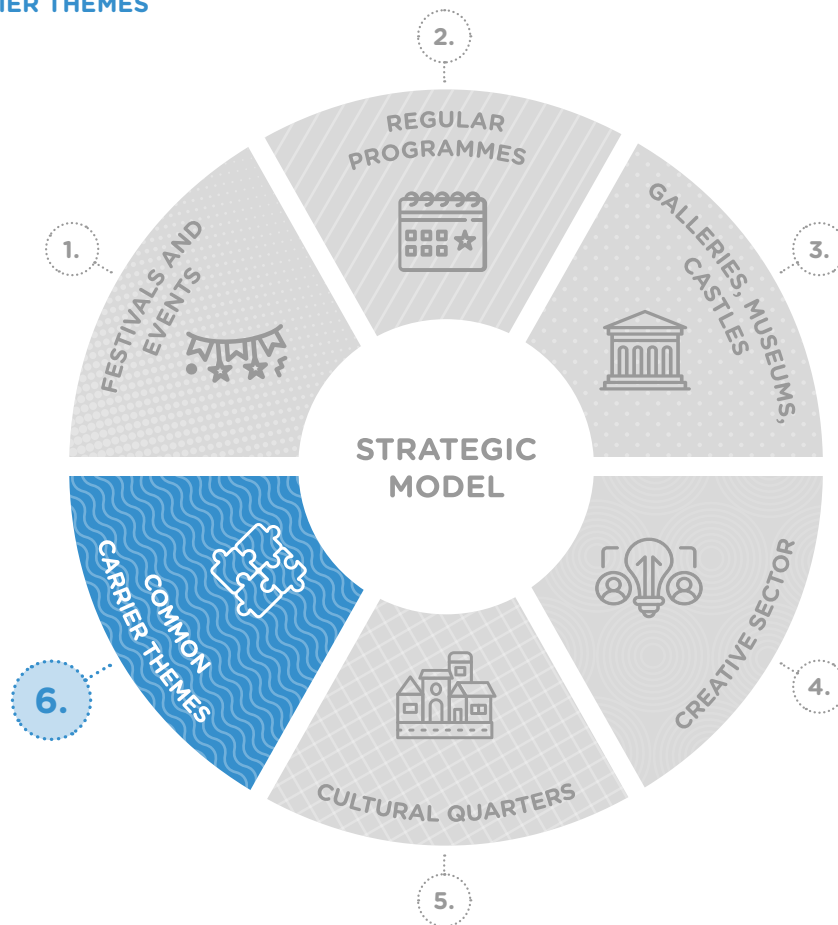 THEMES
2.
REGULAR
PROGRAMMES
1.
FESTIVALS AND
EVENTS
3.
GALLERIES, MUSEUMS,
CASTLES
STRATEGIC
MODEL
6.
COMMON
CARRIER THEMES
4.
CREATIVE SECTOR
CULTURAL QUARTERS
5.